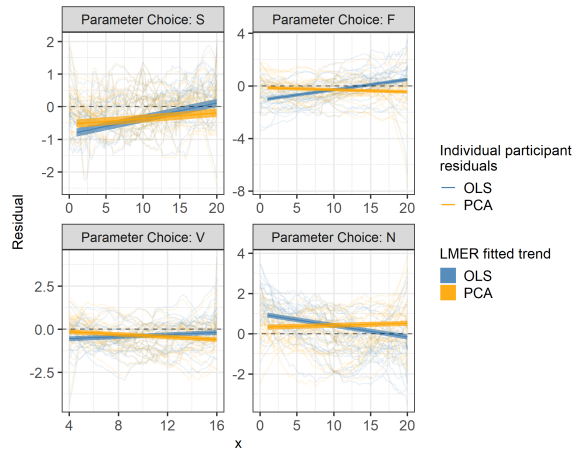 Parameter Choice: S
Parameter Choice: F
2
1
0
-1
-2
0
-4
-8
0 5 10 15 20
0 5 10 15 20
Residual
Parameter Choice: V
Parameter Choice: N
2.5
0.0
-2.5
4
2
0
-2
4 8 12 16
0 5 10 15 20
x
Individual participant
residuals
OLS
PCA
LMER fitted trend
OLS
PCA